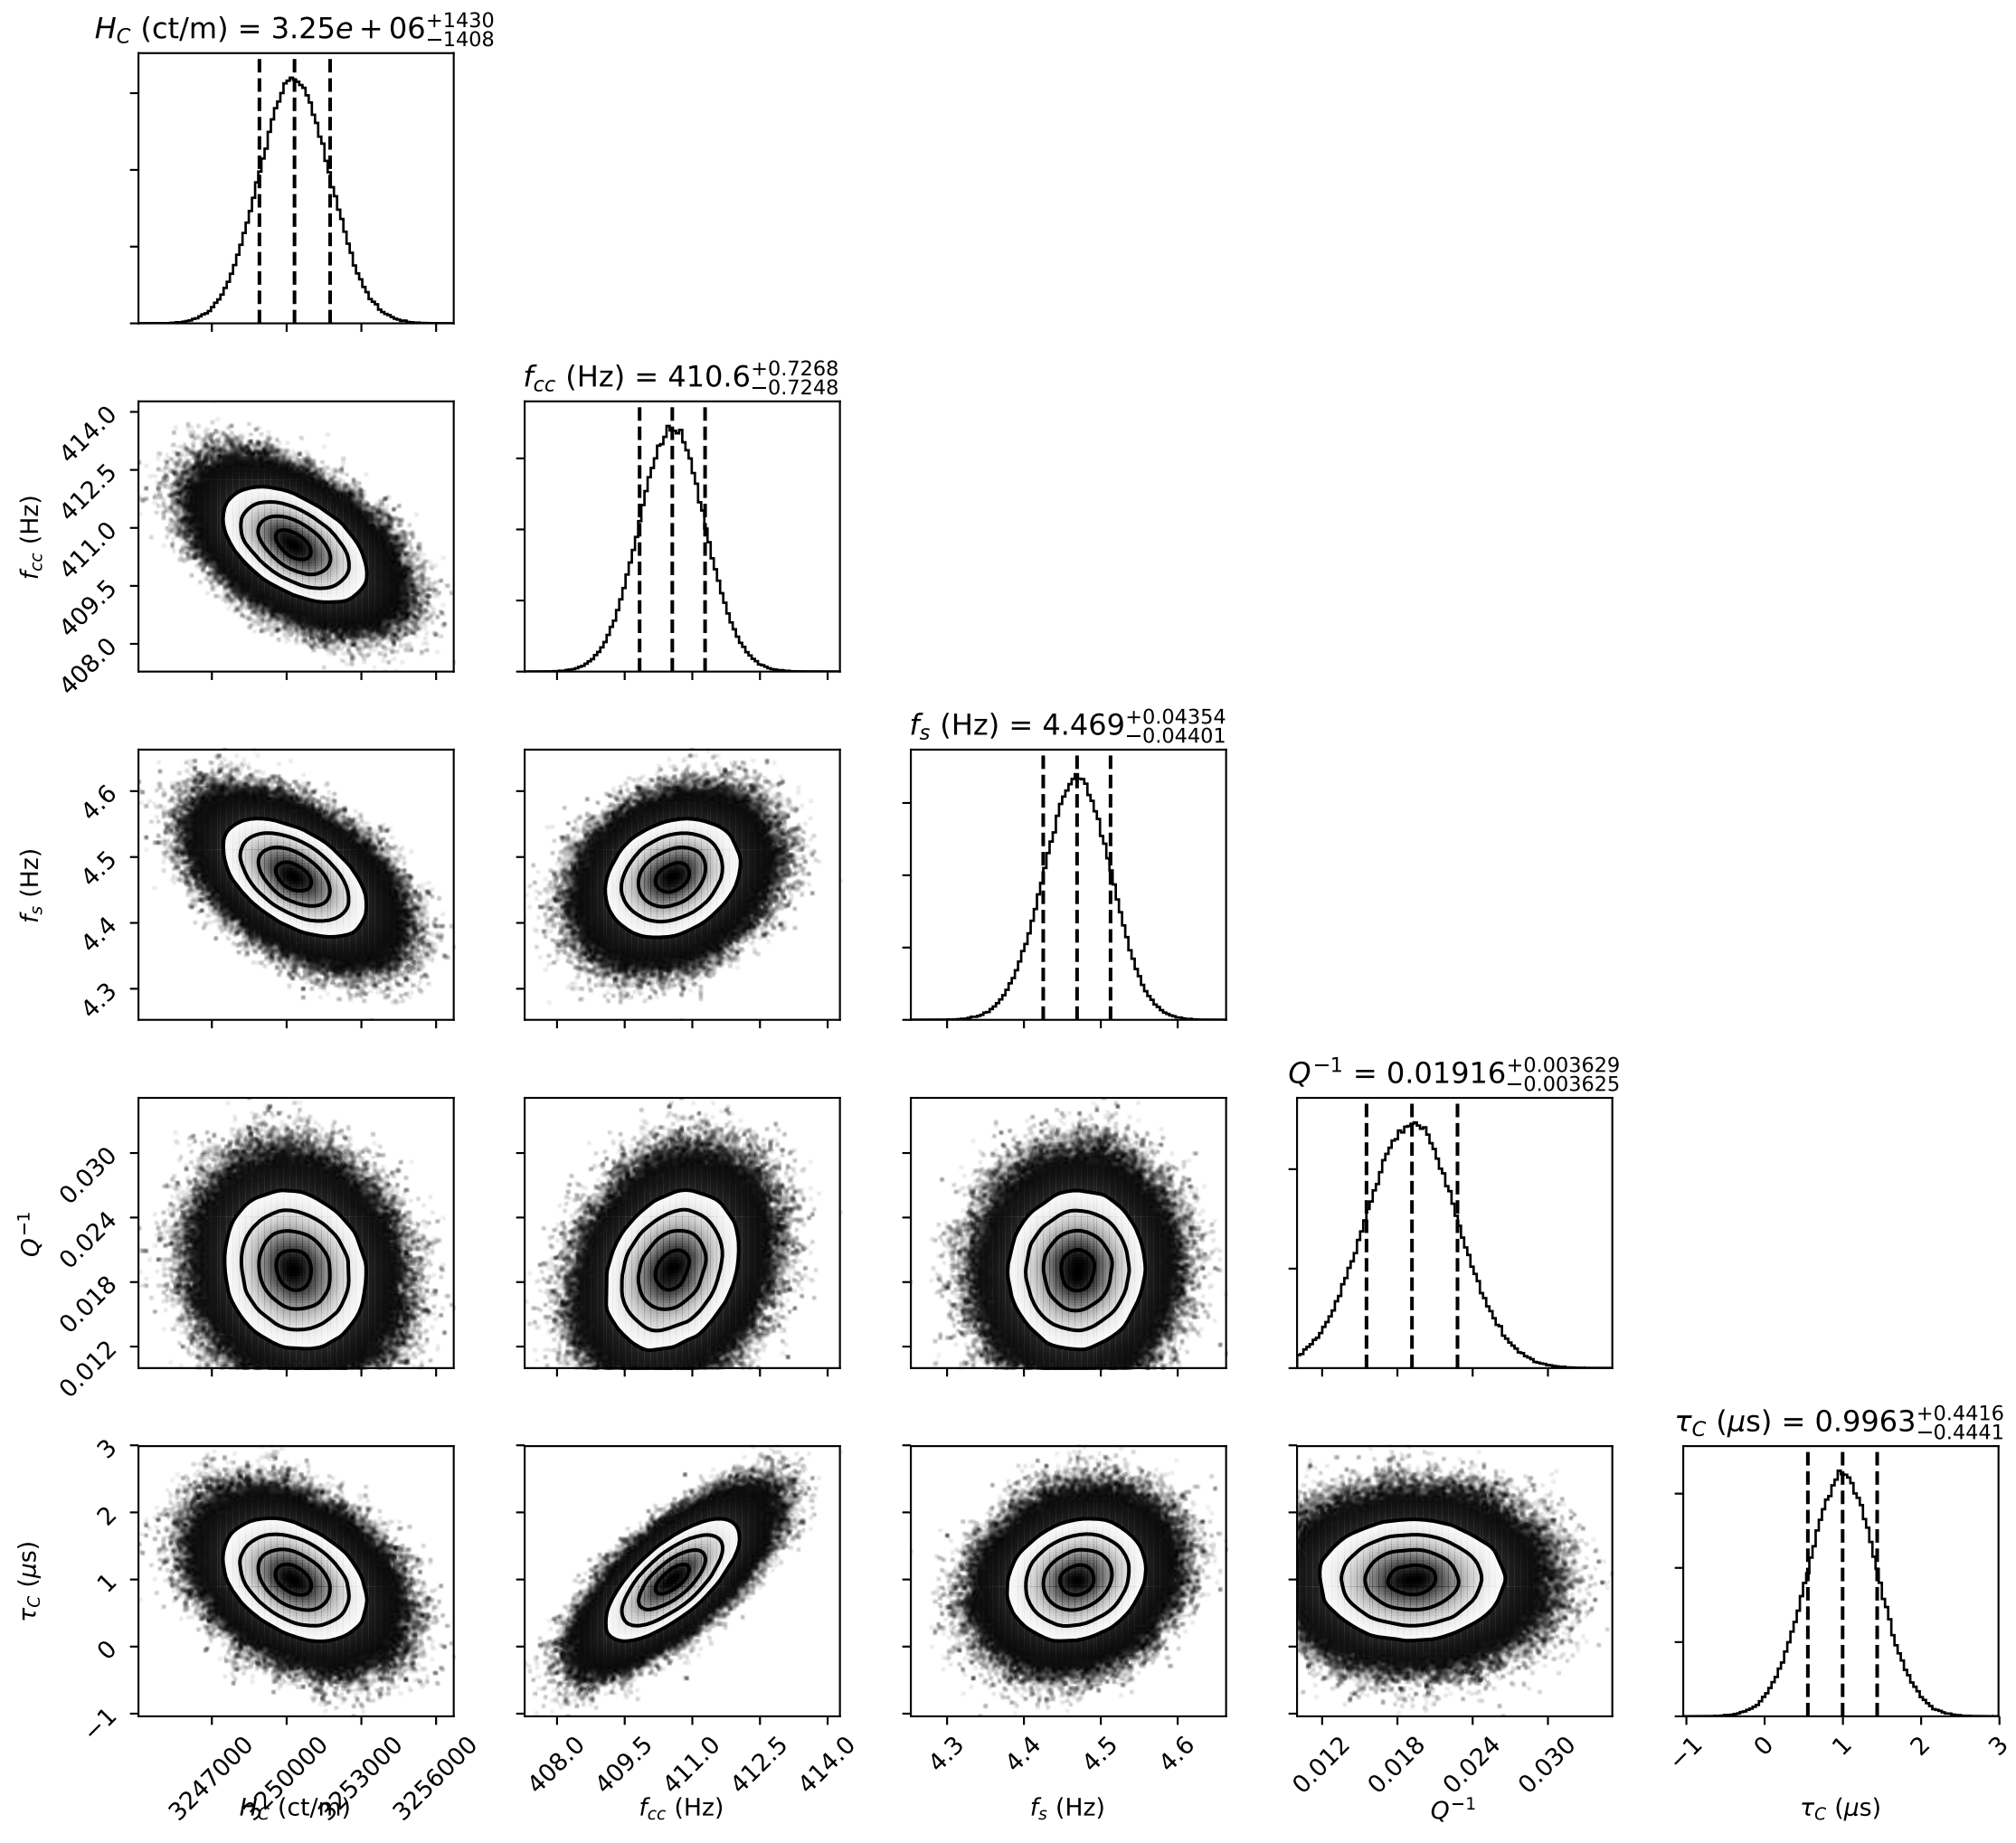 H_C (ct/m) = 3.25e + 06^{+1430}_{−1408}
f_{cc} (Hz) = 410.6^{+0.7268}_{−0.7248}
414.0
412.5
411.0
409.5
408.0
f_{cc} (Hz)
f_s (Hz) = 4.469^{+0.04354}_{−0.04401}
4.6
4.5
4.4
4.3
f_s (Hz)
Q^{−1} = 0.01916^{+0.003629}_{−0.003625}
0.030
0.024
0.018
0.012
Q^{−1}
τ_C (μs) = 0.9963^{+0.4416}_{−0.4441}
3
2
1
0
−1
τ_C (μs)
3247000 3250000 3253000 3256000
H_C (ct/m)
408.0 409.5 411.0 412.5 414.0
f_{cc} (Hz)
4.3 4.4 4.5 4.6
f_s (Hz)
0.012 0.018 0.024 0.030
Q^{−1}
−1 0 1 2 3
τ_C (μs)